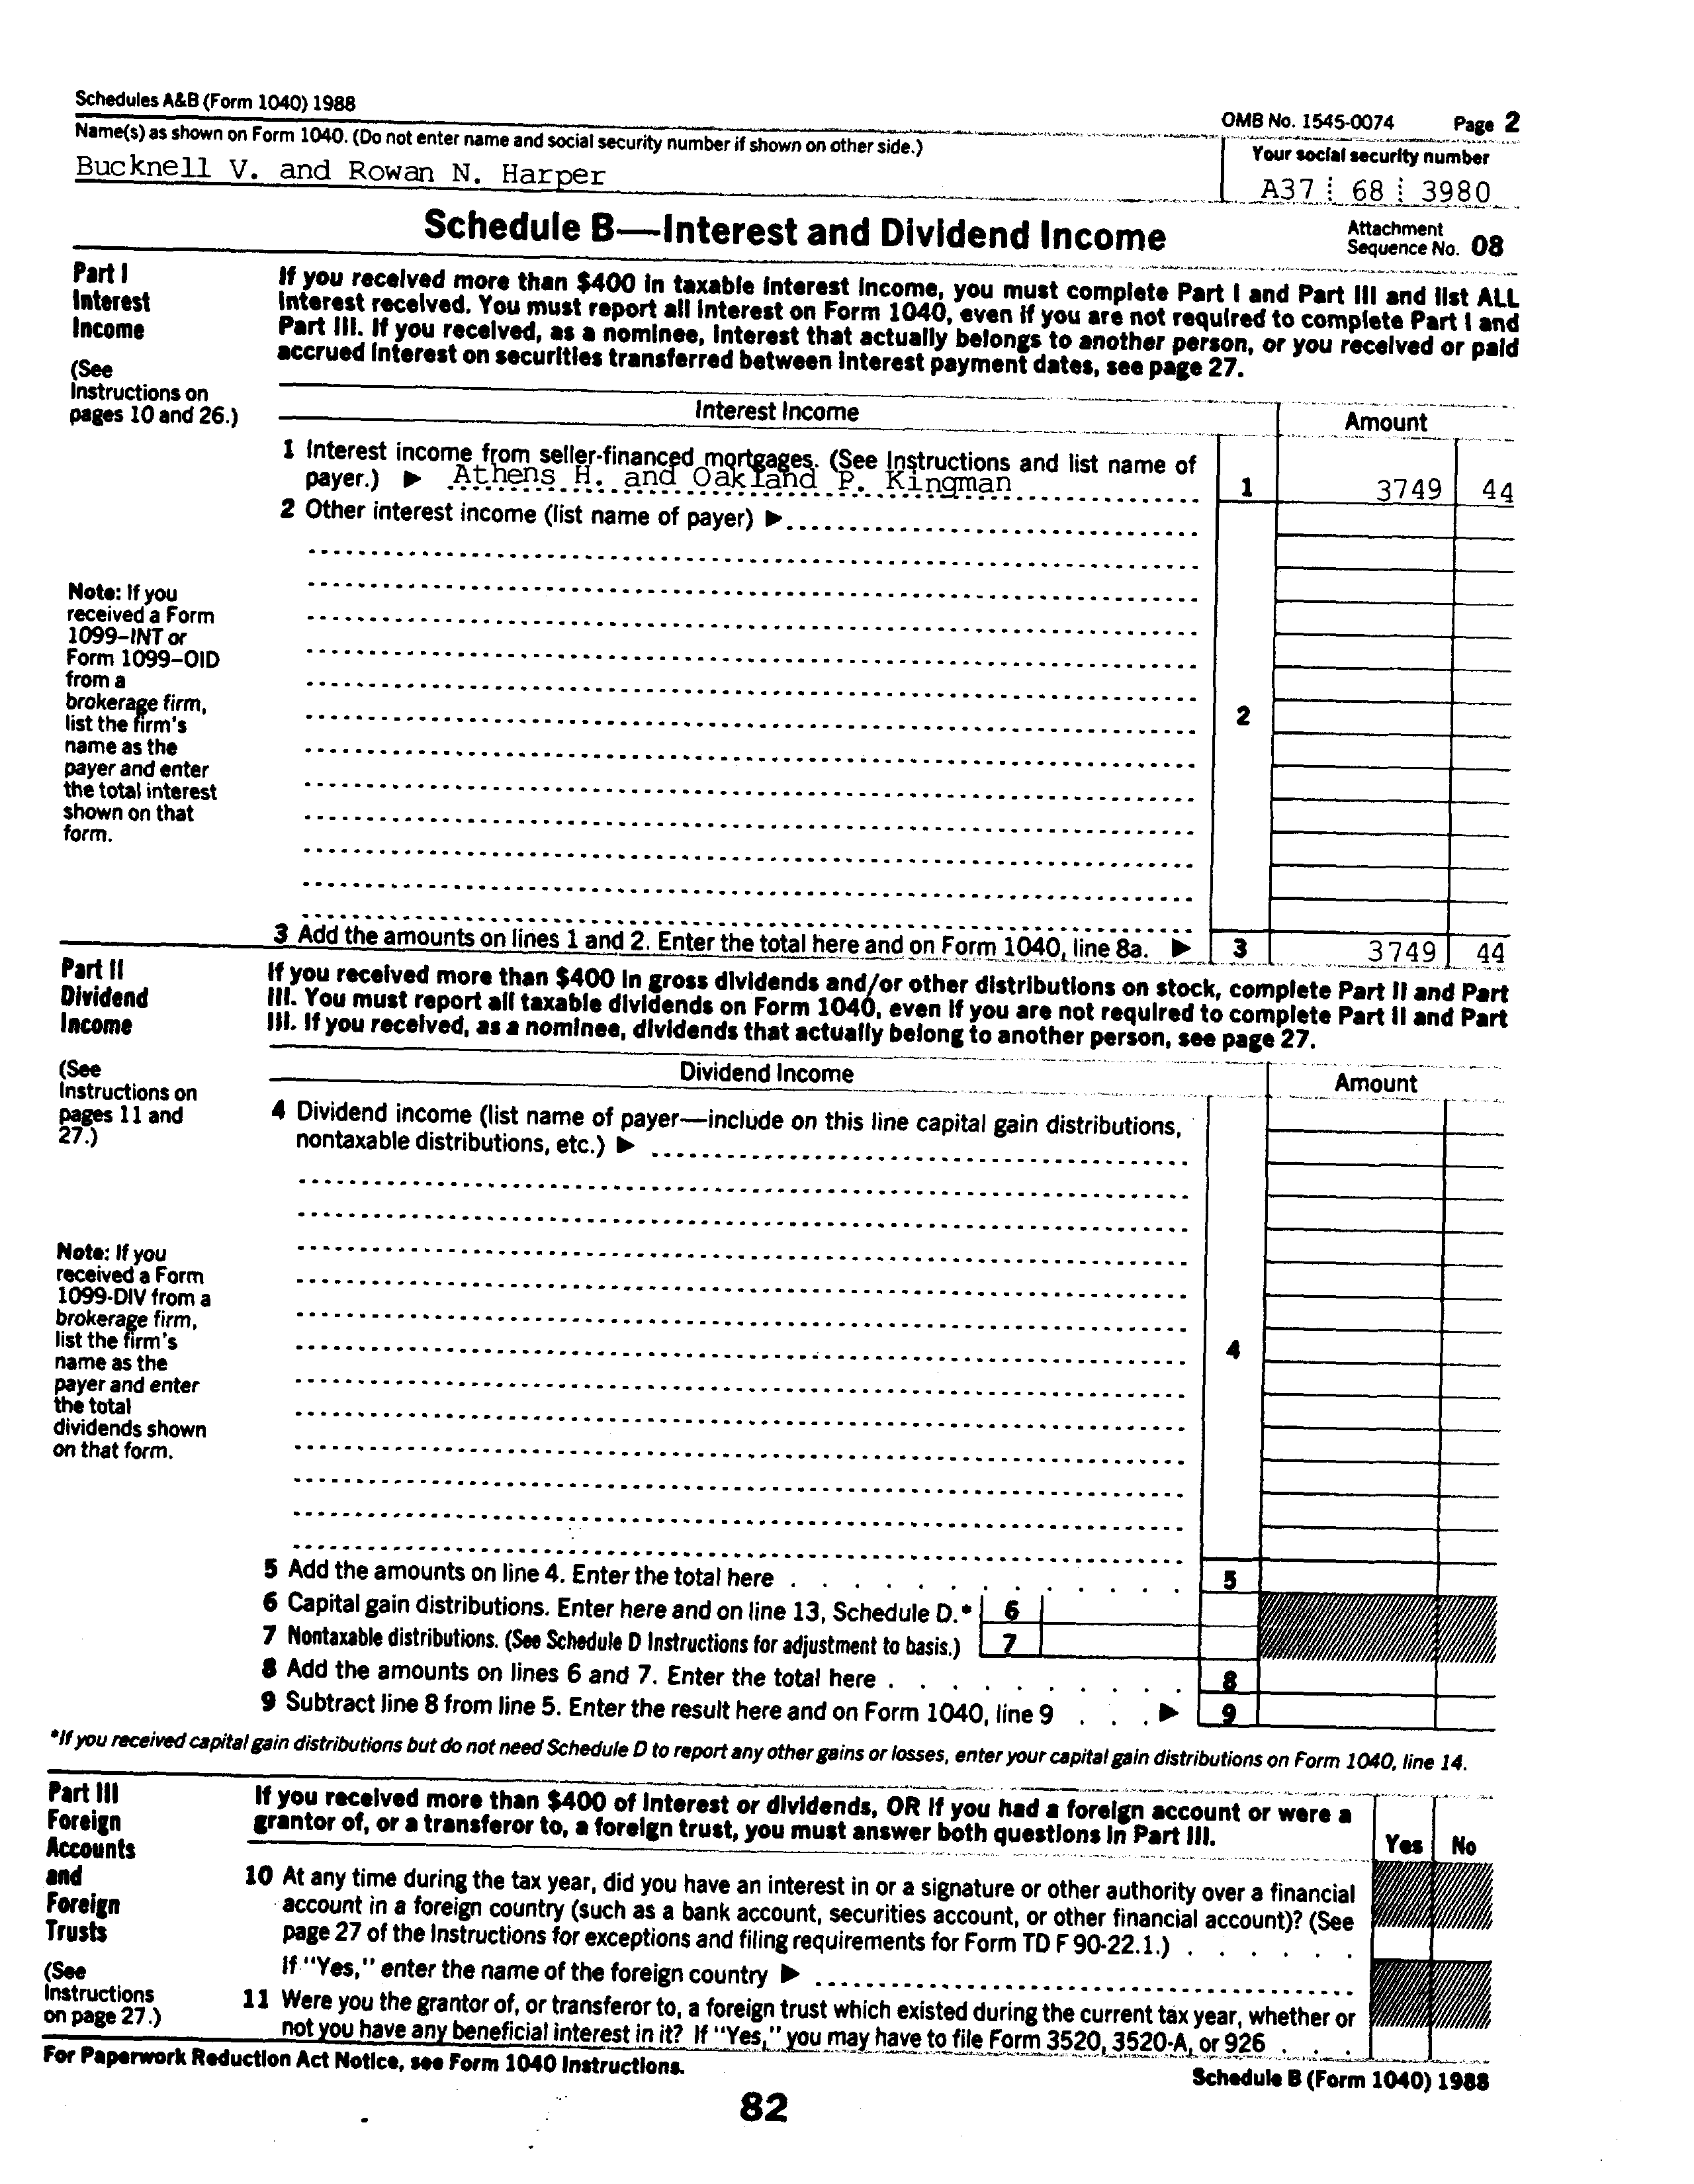 Schedules A&B (Form 1040) 1988
OMB No. 1545-0074 Page 2
Name(s) as shown on Form 1040. (Do not enter name and social security number if shown on other side.)
Your social security number
Bucknell V. and Rowan N. Harper
A37 68 3980
Schedule B—Interest and Dividend Income
Attachment
Sequence No. 08
Part I
Interest
Income
(See
Instructions on
pages 10 and 26.)
If you received more than $400 in taxable interest income, you must complete Part I and Part III and list ALL
interest received. You must report all interest on Form 1040, even if you are not required to complete Part I and
Part III. If you received, as a nominee, interest that actually belongs to another person, or you received or paid
accrued interest on securities transferred between interest payment dates, see page 27.
Interest Income
Amount
1 Interest income from seller-financed mortgages. (See Instructions and list name of
payer.) ▶ Athens H. and Oakland P. Kingman
1 3749 44
2 Other interest income (list name of payer) ▶
Note: If you
received a Form
1099–INT or
Form 1099–OID
from a
brokerage firm,
list the firm's
name as the
payer and enter
the total interest
shown on that
form.
2
3 Add the amounts on lines 1 and 2. Enter the total here and on Form 1040, line 8a. ▶ 3 3749 44
Part II
Dividend
Income
(See
Instructions on
pages 11 and
27.)
If you received more than $400 in gross dividends and/or other distributions on stock, complete Part II and Part
III. You must report all taxable dividends on Form 1040, even if you are not required to complete Part II and Part
III. If you received, as a nominee, dividends that actually belong to another person, see page 27.
Dividend Income
Amount
4 Dividend income (list name of payer—include on this line capital gain distributions,
nontaxable distributions, etc.) ▶
Note: If you
received a Form
1099-DIV from a
brokerage firm,
list the firm's
name as the
payer and enter
the total
dividends shown
on that form.
4
5 Add the amounts on line 4. Enter the total here . . . . . . . . . . . . 5
6 Capital gain distributions. Enter here and on line 13, Schedule D.* 6
7 Nontaxable distributions. (See Schedule D Instructions for adjustment to basis.) 7
8 Add the amounts on lines 6 and 7. Enter the total here . . . . . . . . . . 8
9 Subtract line 8 from line 5. Enter the result here and on Form 1040, line 9 . . . ▶ 9
*If you received capital gain distributions but do not need Schedule D to report any other gains or losses, enter your capital gain distributions on Form 1040, line 14.
Part III
Foreign
Accounts
and
Foreign
Trusts
(See
Instructions
on page 27.)
If you received more than $400 of interest or dividends, OR if you had a foreign account or were a
grantor of, or a transferor to, a foreign trust, you must answer both questions in Part III.
Yes No
10 At any time during the tax year, did you have an interest in or a signature or other authority over a financial
account in a foreign country (such as a bank account, securities account, or other financial account)? (See
page 27 of the Instructions for exceptions and filing requirements for Form TD F 90-22.1.) . . . . . .
If "Yes," enter the name of the foreign country ▶
11 Were you the grantor of, or transferor to, a foreign trust which existed during the current tax year, whether or
not you have any beneficial interest in it? If "Yes," you may have to file Form 3520, 3520-A, or 926 . . .
For Paperwork Reduction Act Notice, see Form 1040 Instructions.
Schedule B (Form 1040) 1988
82